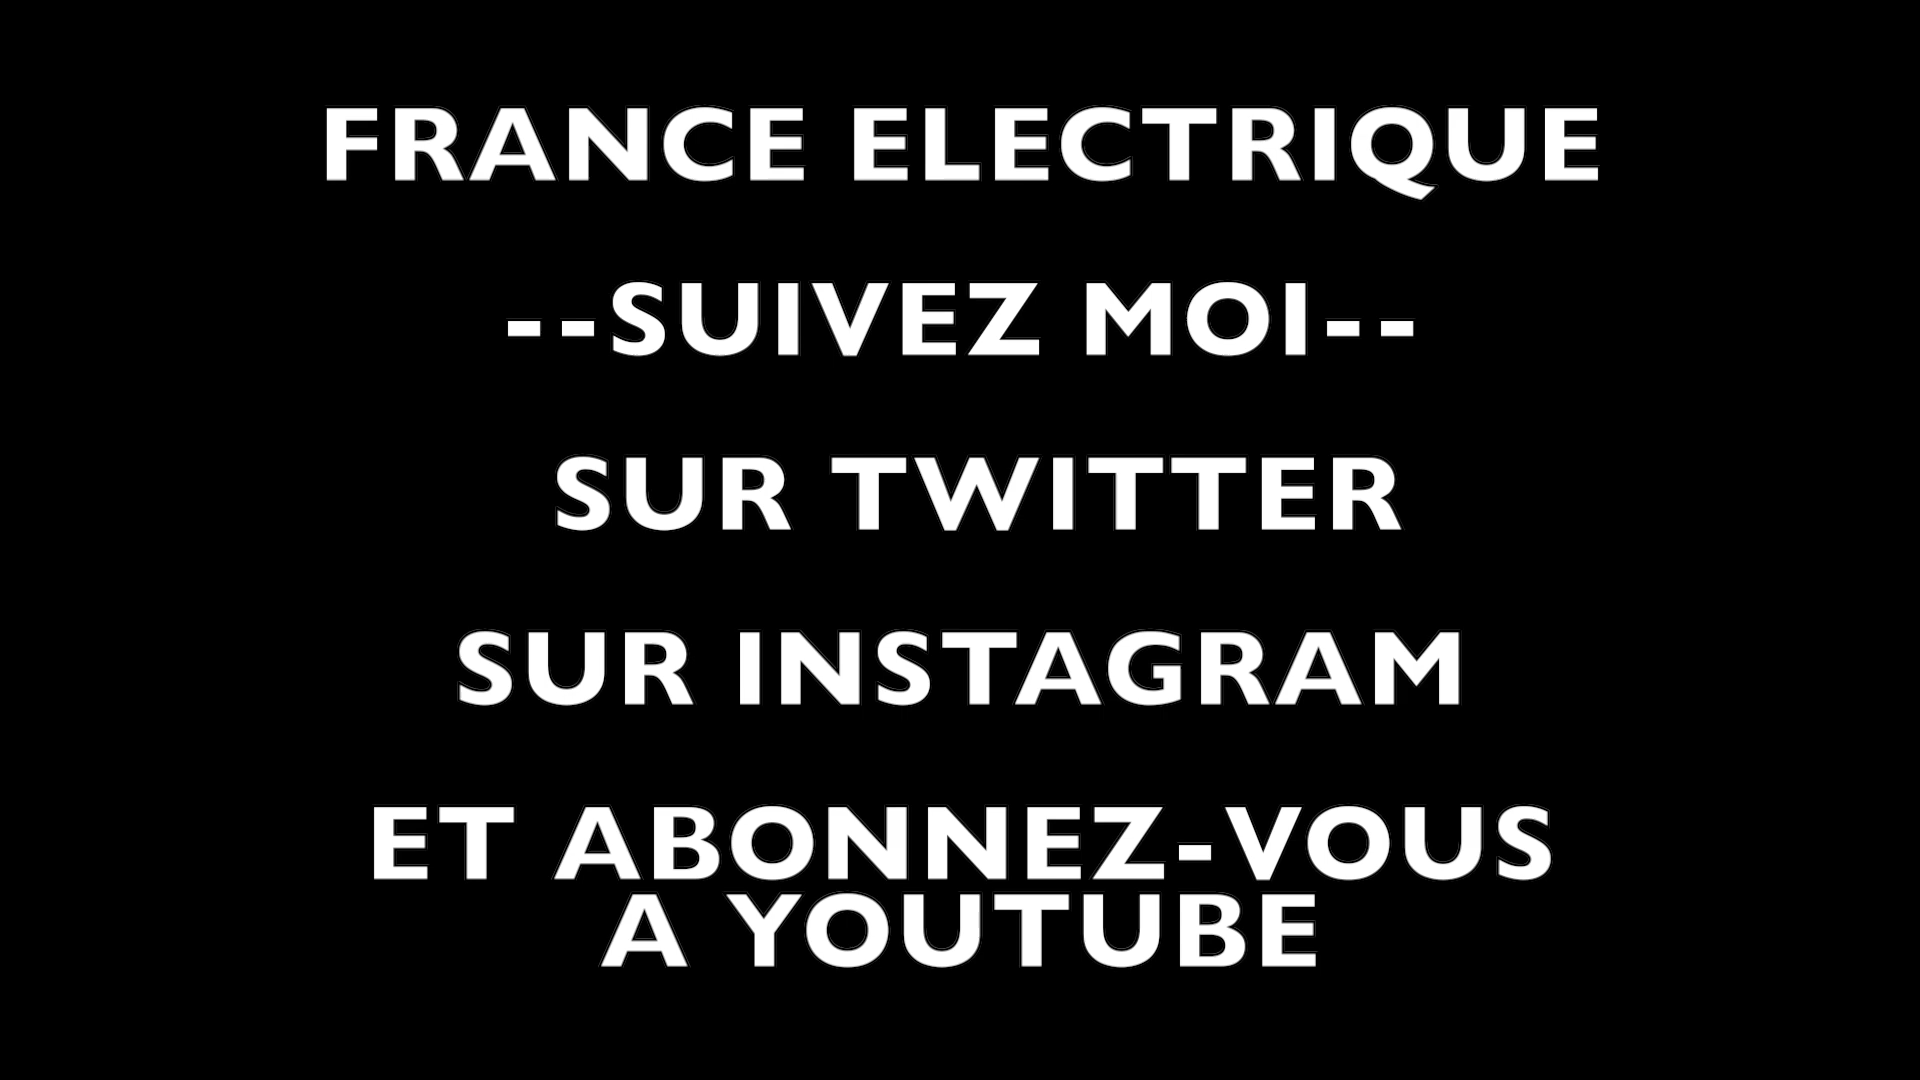 FRANCE ELECTRIQUE
--SUIVEZ MOI--
SUR TWITTER
SUR INSTAGRAM
ET ABONNEZ-VOUS
A YOUTUBE